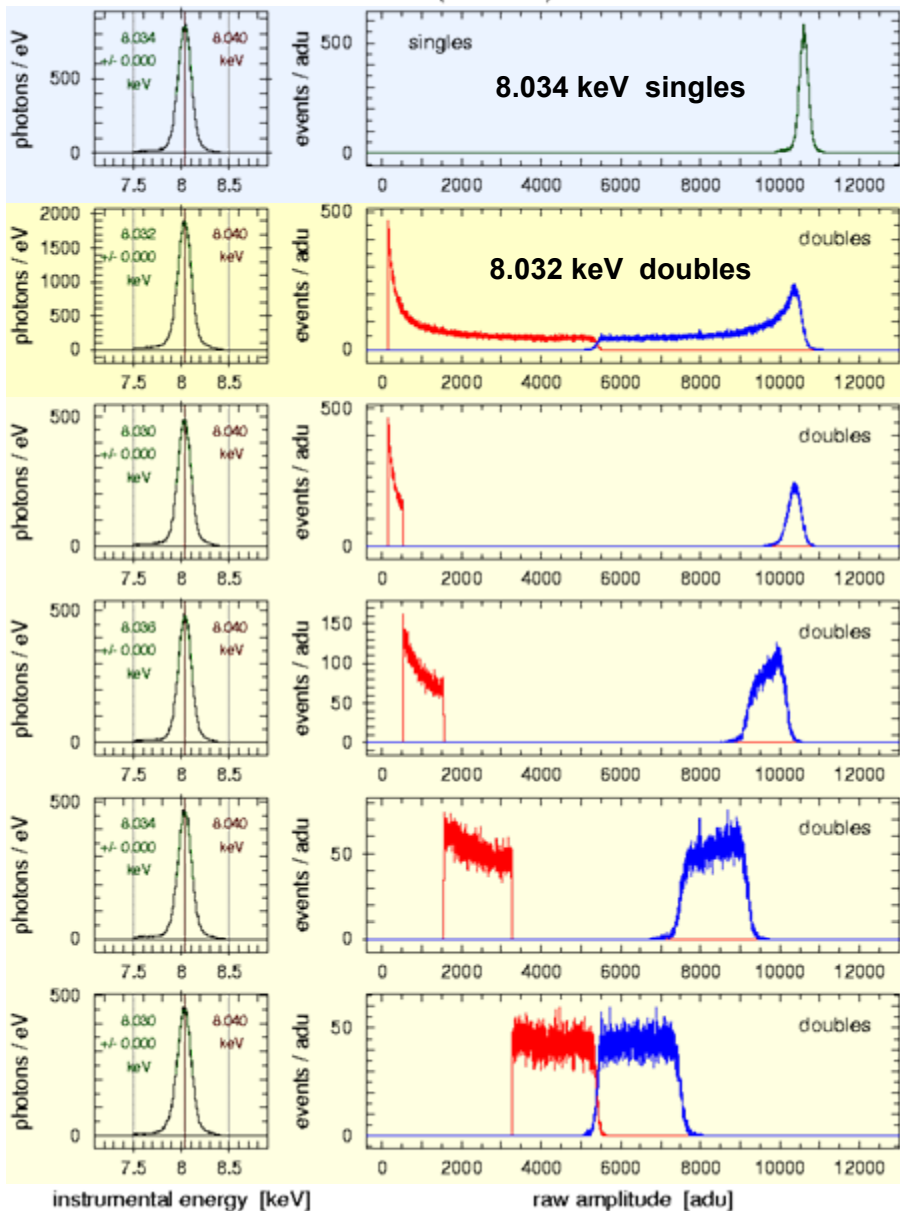 photons / eV
500
0
8.034
+/- 0.000
keV
8.040
keV
7.5 8 8.5
events / adu
500
0
singles
8.034 keV singles
0 2000 4000 6000 8000 10000 12000
photons / eV
2000
1500
1000
500
0
8.032
+/- 0.000
keV
8.040
keV
7.5 8 8.5
events / adu
500
0
doubles
8.032 keV doubles
0 2000 4000 6000 8000 10000 12000
photons / eV
500
0
8.030
+/- 0.000
keV
8.040
keV
7.5 8 8.5
events / adu
500
0
doubles
0 2000 4000 6000 8000 10000 12000
photons / eV
500
0
8.036
+/- 0.000
keV
8.040
keV
7.5 8 8.5
events / adu
150
100
50
0
doubles
0 2000 4000 6000 8000 10000 12000
photons / eV
500
0
8.034
+/- 0.000
keV
8.040
keV
7.5 8 8.5
events / adu
50
0
doubles
0 2000 4000 6000 8000 10000 12000
photons / eV
500
0
8.030
+/- 0.000
keV
8.040
keV
7.5 8 8.5
events / adu
50
0
doubles
0 2000 4000 6000 8000 10000 12000
instrumental energy [keV]
raw amplitude [adu]